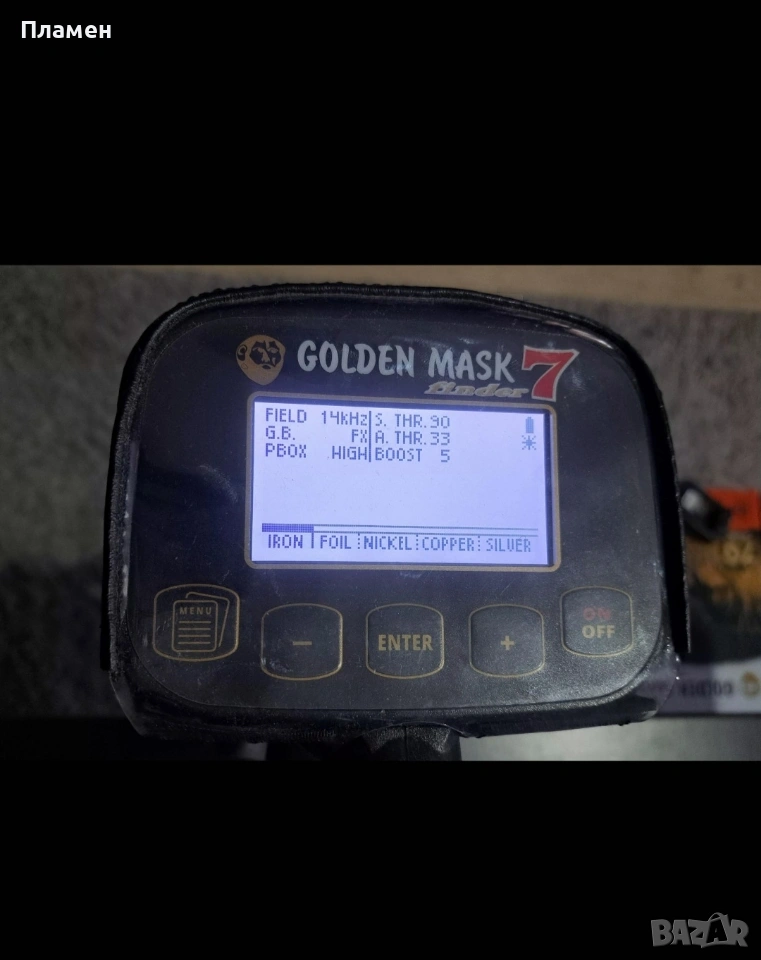 Пламен
GOLDEN MASK 7
finder
FIELD 14kHz S. THR. 90
G.B. FX A. THR. 33
PBOX HIGH BOOST 5
IRON FOIL NICKEL COPPER SILVER
MENU
−
ENTER
+
ON
OFF
BAZAR